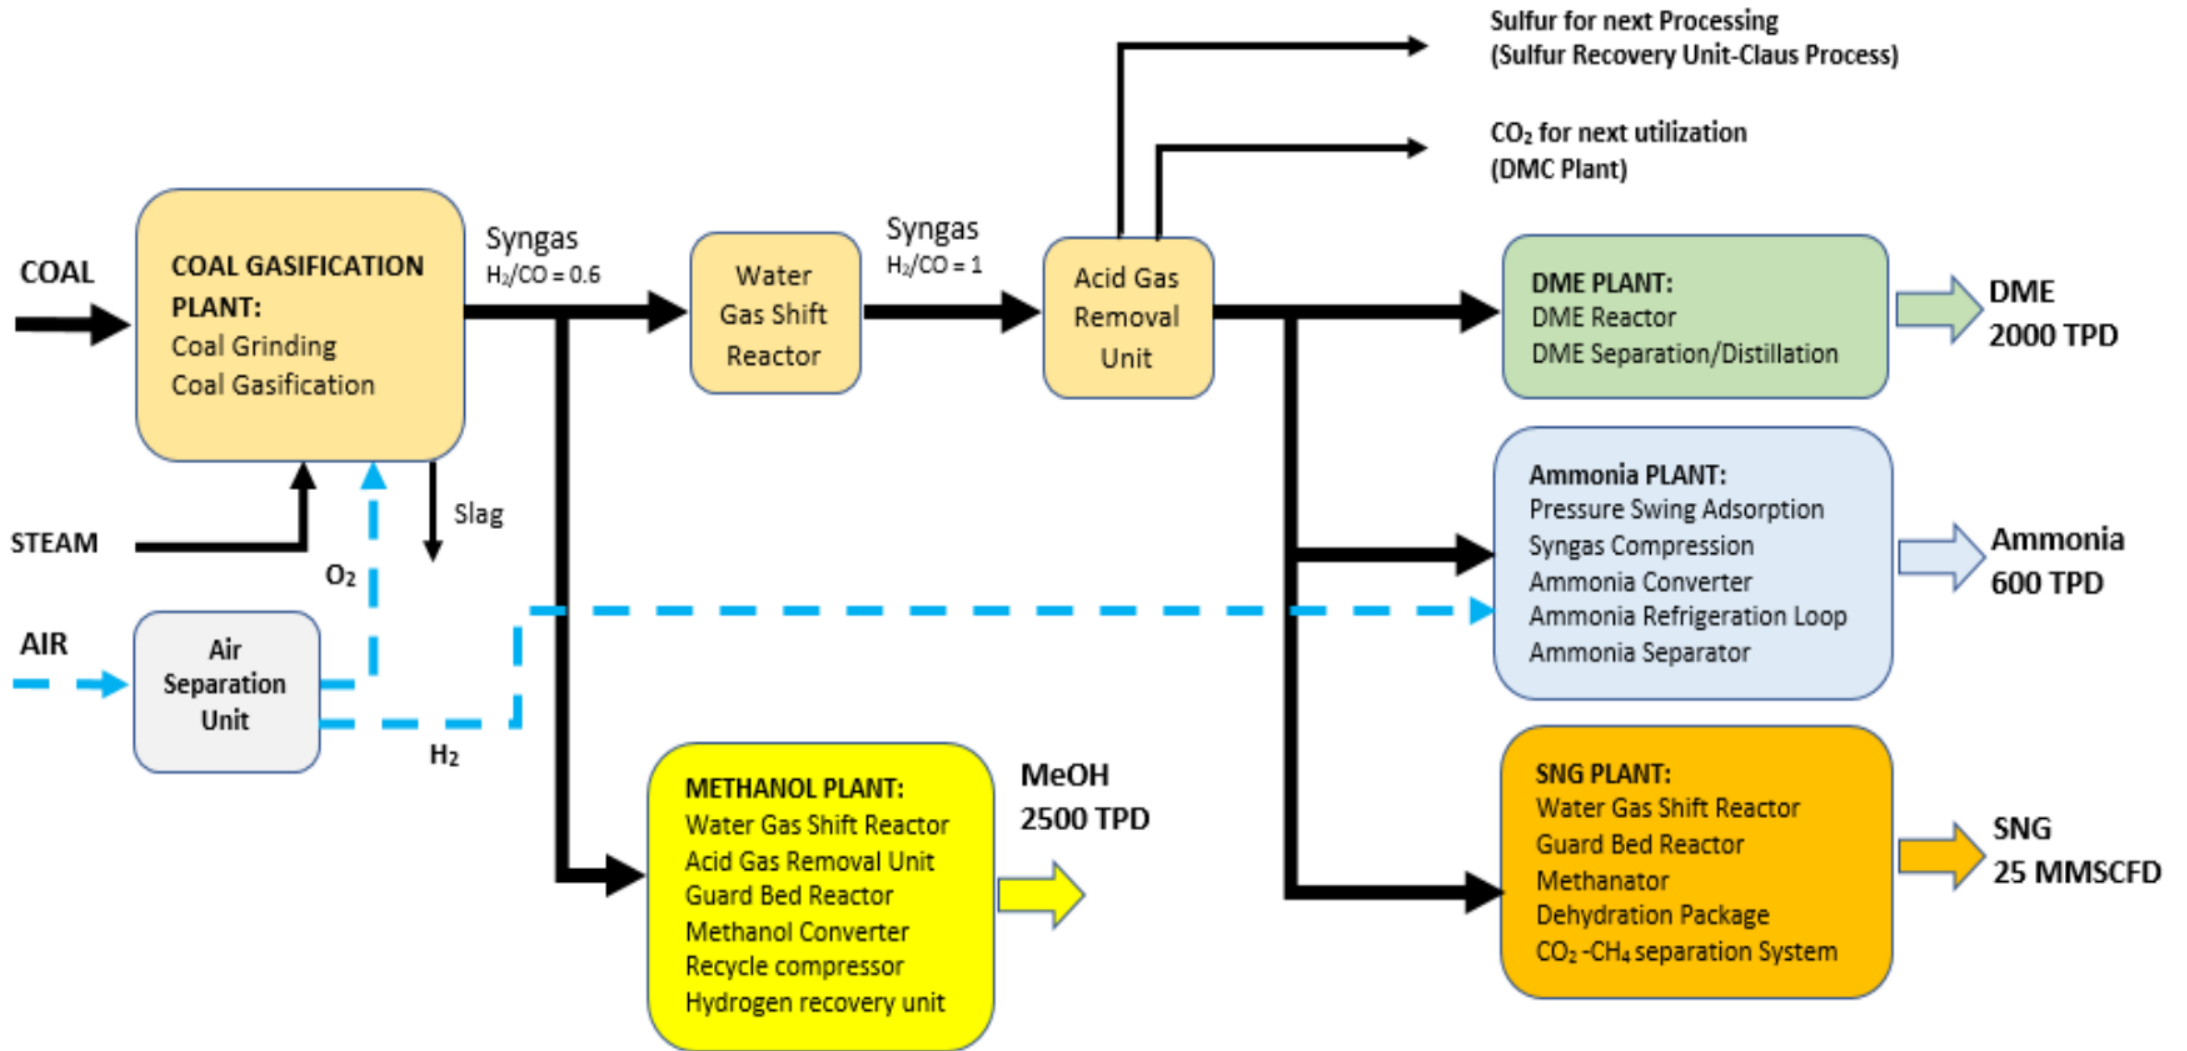 Sulfur for next Processing
(Sulfur Recovery Unit-Claus Process)
CO₂ for next utilization
(DMC Plant)
COAL
COAL GASIFICATION
PLANT:
Coal Grinding
Coal Gasification
Syngas
H₂/CO = 0.6
Water
Gas Shift
Reactor
Syngas
H₂/CO = 1
Acid Gas
Removal
Unit
DME PLANT:
DME Reactor
DME Separation/Distillation
DME
2000 TPD
STEAM
O₂
Slag
Ammonia PLANT:
Pressure Swing Adsorption
Syngas Compression
Ammonia Converter
Ammonia Refrigeration Loop
Ammonia Separator
Ammonia
600 TPD
AIR
Air
Separation
Unit
H₂
METHANOL PLANT:
Water Gas Shift Reactor
Acid Gas Removal Unit
Guard Bed Reactor
Methanol Converter
Recycle compressor
Hydrogen recovery unit
MeOH
2500 TPD
SNG PLANT:
Water Gas Shift Reactor
Guard Bed Reactor
Methanator
Dehydration Package
CO₂ -CH₄ separation System
SNG
25 MMSCFD